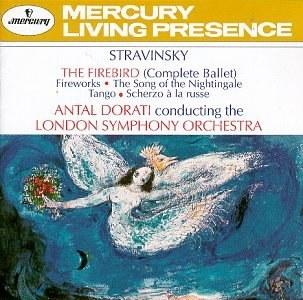 MERCURY
LIVING PRESENCE
mercury
STRAVINSKY
THE FIREBIRD (Complete Ballet)
Fireworks • The Song of the Nightingale
Tango • Scherzo à la russe
ANTAL DORATI conducting the
LONDON SYMPHONY ORCHESTRA